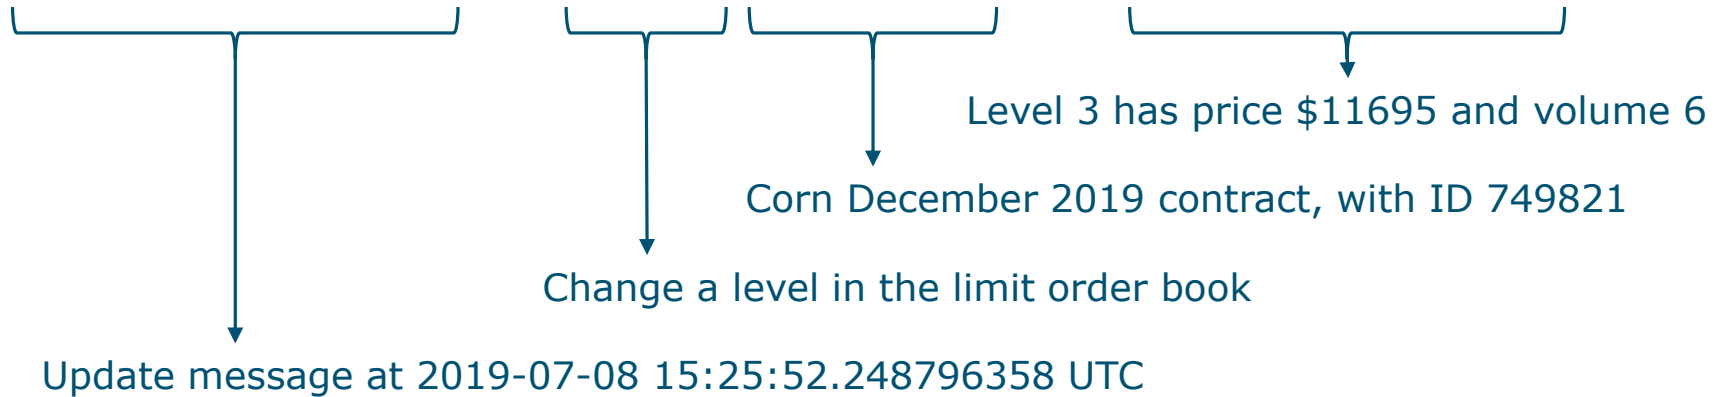 Level 3 has price $11695 and volume 6
Corn December 2019 contract, with ID 749821
Change a level in the limit order book
Update message at 2019-07-08 15:25:52.248796358 UTC